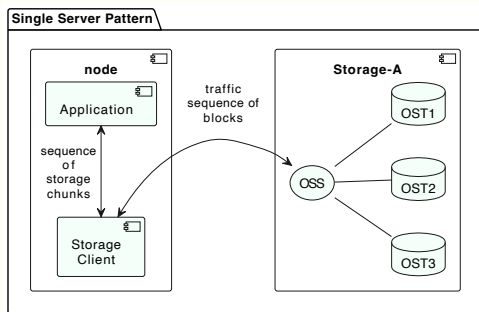 Single Server Pattern
node
Application
sequence
of
storage
chunks
Storage
Client
traffic
sequence of
blocks
Storage-A
OSS
OST1
OST2
OST3